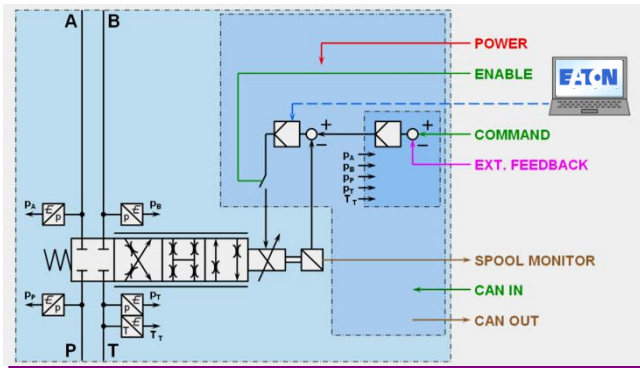 A B
POWER
ENABLE
EATON
+
−
+
−
COMMAND
EXT. FEEDBACK
pA
pB
pP
pT
TT
pA
E
p
E
p
pB
SPOOL MONITOR
pP
E
p
E
p
pT
E
T
TT
CAN IN
CAN OUT
P T